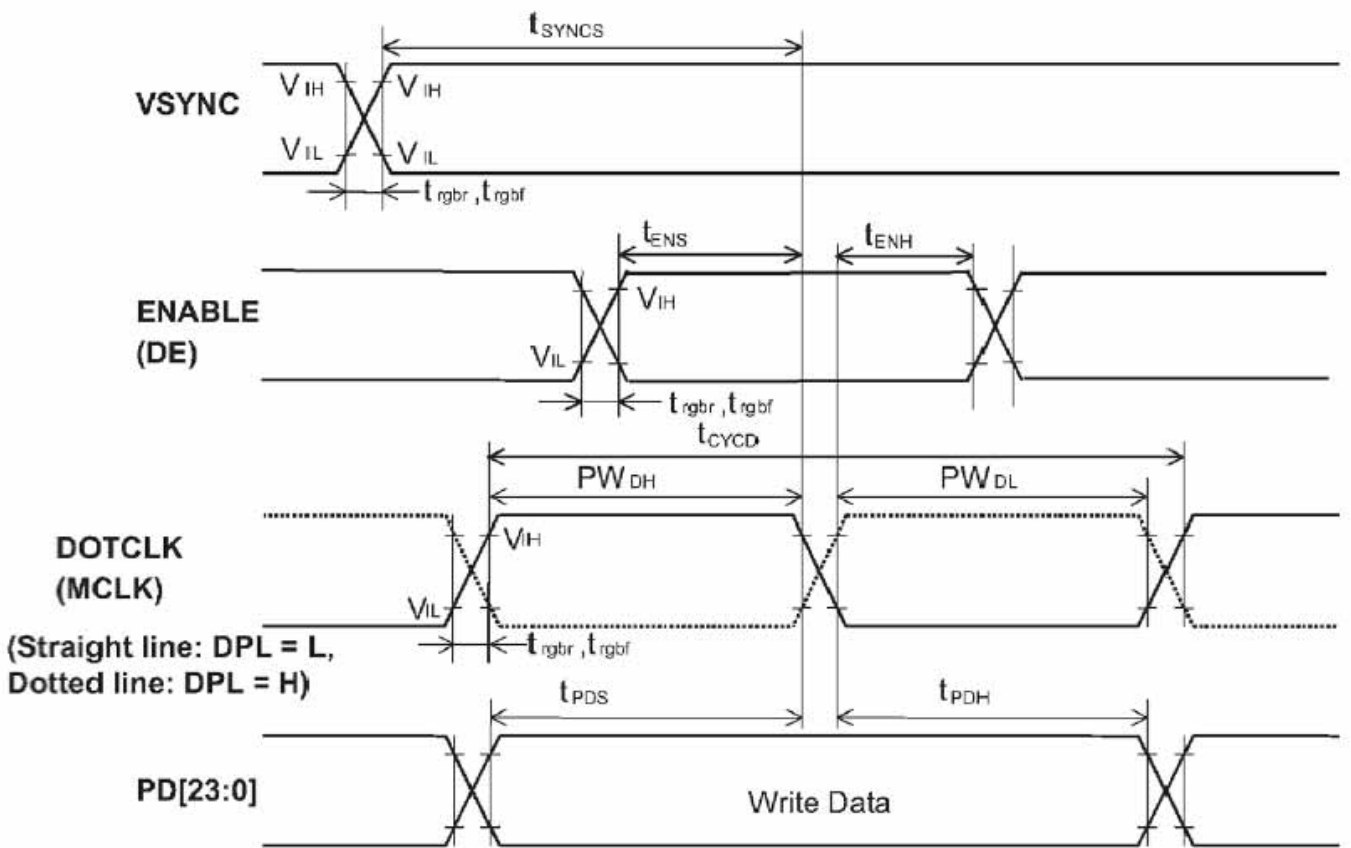 tSYNCS
VSYNC
VIH
VIH
VIL
VIL
trgbr ,trgbf
tENS
tENH
ENABLE
(DE)
VIH
VIL
trgbr ,trgbf
tCYCD
PWDH
PWDL
DOTCLK
(MCLK)
VIH
VIL
trgbr ,trgbf
(Straight line: DPL = L,
Dotted line: DPL = H)
tPDS
tPDH
PD[23:0]
Write Data